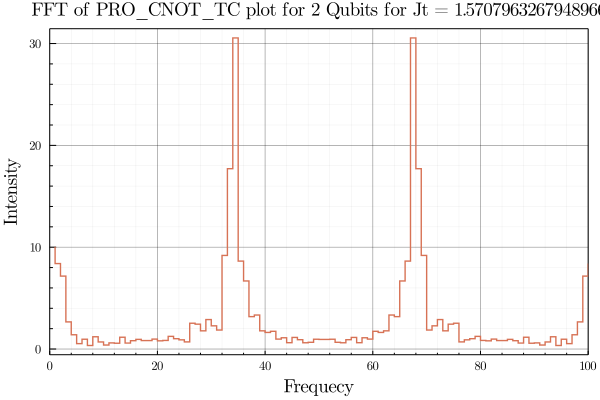 FFT of PRO_CNOT_TC plot for 2 Qubits for Jt = 1.5707963267948966
30
20
10
0
Intensity
0 20 40 60 80 100
Frequecy